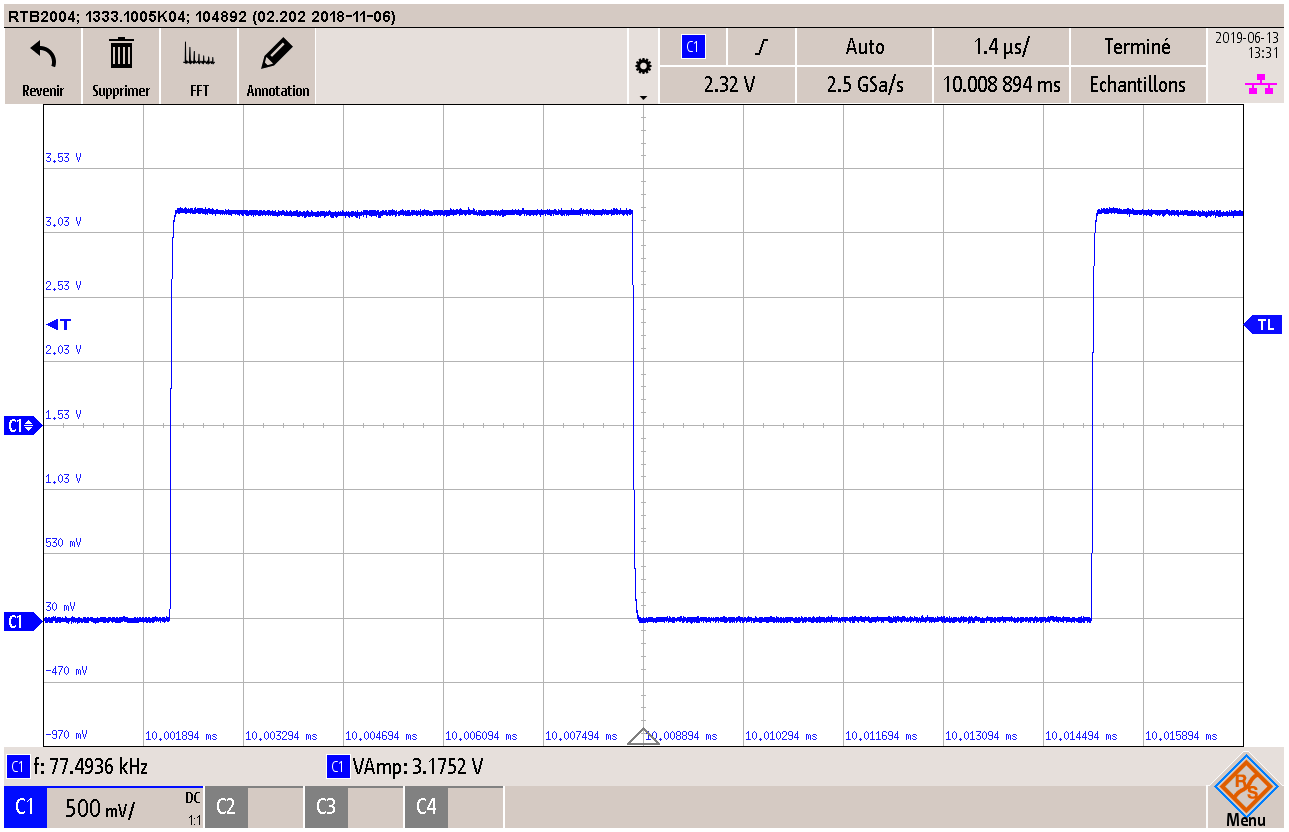 RTB2004; 1333.1005K04; 104892 (02.202 2018-11-06)
Revenir
Supprimer
FFT
Annotation
C1
Auto
1.4 µs/
Terminé
2.32 V
2.5 GSa/s
10.008 894 ms
Echantillons
2019-06-13
13:31
3.53 V
3.03 V
2.53 V
T
TL
2.03 V
1.53 V
C1
1.03 V
530 mV
30 mV
C1
-470 mV
-970 mV
10.001894 ms
10.003294 ms
10.004694 ms
10.006094 ms
10.007494 ms
10.008894 ms
10.010294 ms
10.011694 ms
10.013094 ms
10.014494 ms
10.015894 ms
C1 f: 77.4936 kHz
C1 VAmp: 3.1752 V
C1
500 mV/
DC
1:1
C2
C3
C4
R S
Menu